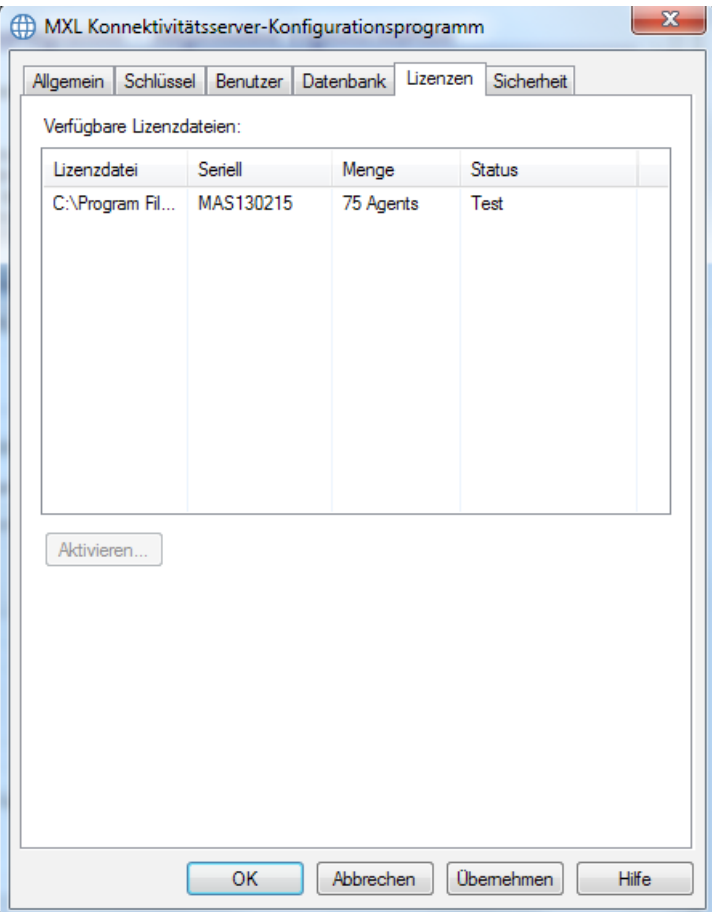 MXL Konnektivitätsserver-Konfigurationsprogramm
Allgemein Schlüssel Benutzer Datenbank Lizenzen Sicherheit
Verfügbare Lizenzdateien:
Lizenzdatei Seriell Menge Status
C:\Program Fil... MAS130215 75 Agents Test
Aktivieren...
OK Abbrechen Übernehmen Hilfe